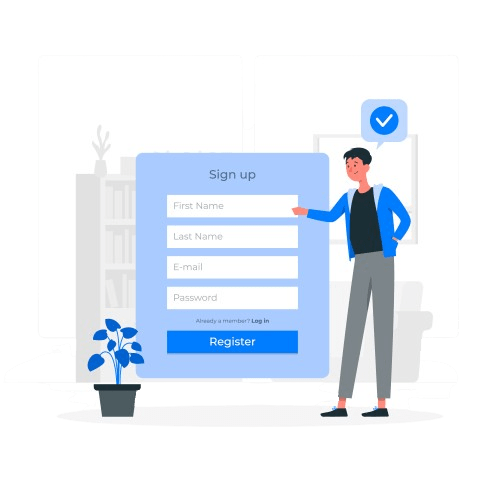 Sign up
First Name
Last Name
E-mail
Password
Already a member? Log in
Register